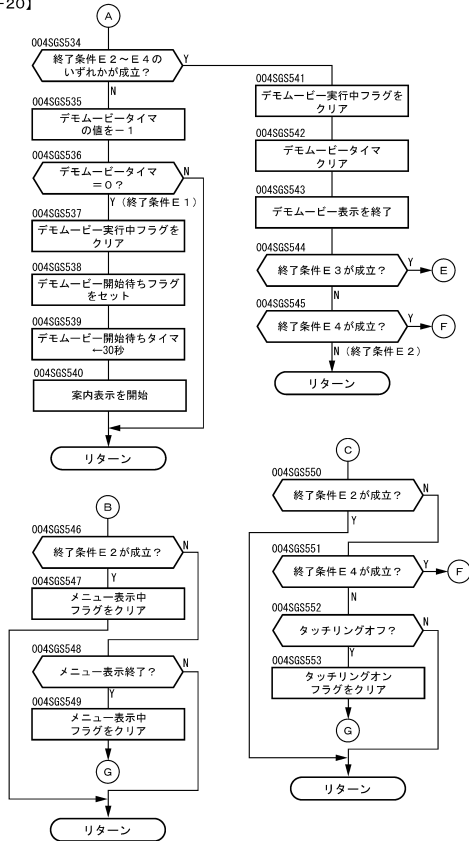 -20】
A
004SGS534
終了条件E2～E4の
いずれかが成立？
Y
N
004SGS535
デモムービータイマ
の値を－1
004SGS536
デモムービータイマ
＝0？
N
Y（終了条件E1）
004SGS537
デモムービー実行中フラグを
クリア
004SGS538
デモムービー開始待ちフラグ
をセット
004SGS539
デモムービー開始待ちタイマ
←30秒
004SGS540
案内表示を開始
リターン
004SGS541
デモムービー実行中フラグを
クリア
004SGS542
デモムービータイマ
クリア
004SGS543
デモムービー表示を終了
004SGS544
終了条件E3が成立？
Y
E
N
004SGS545
終了条件E4が成立？
Y
F
N（終了条件E2）
リターン
B
004SGS546
終了条件E2が成立？
N
Y
004SGS547
メニュー表示中
フラグをクリア
004SGS548
メニュー表示終了？
N
Y
004SGS549
メニュー表示中
フラグをクリア
G
リターン
C
004SGS550
終了条件E2が成立？
N
Y
004SGS551
終了条件E4が成立？
Y
F
N
004SGS552
タッチリングオフ？
N
Y
004SGS553
タッチリングオン
フラグをクリア
G
リターン